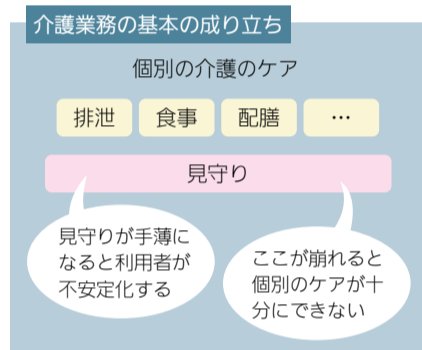 介護業務の基本の成り立ち
個別の介護のケア
排泄 食事 配膳 …
見守り
見守りが手薄に
なると利用者が
不安定化する
ここが崩れると
個別のケアが十
分にできない